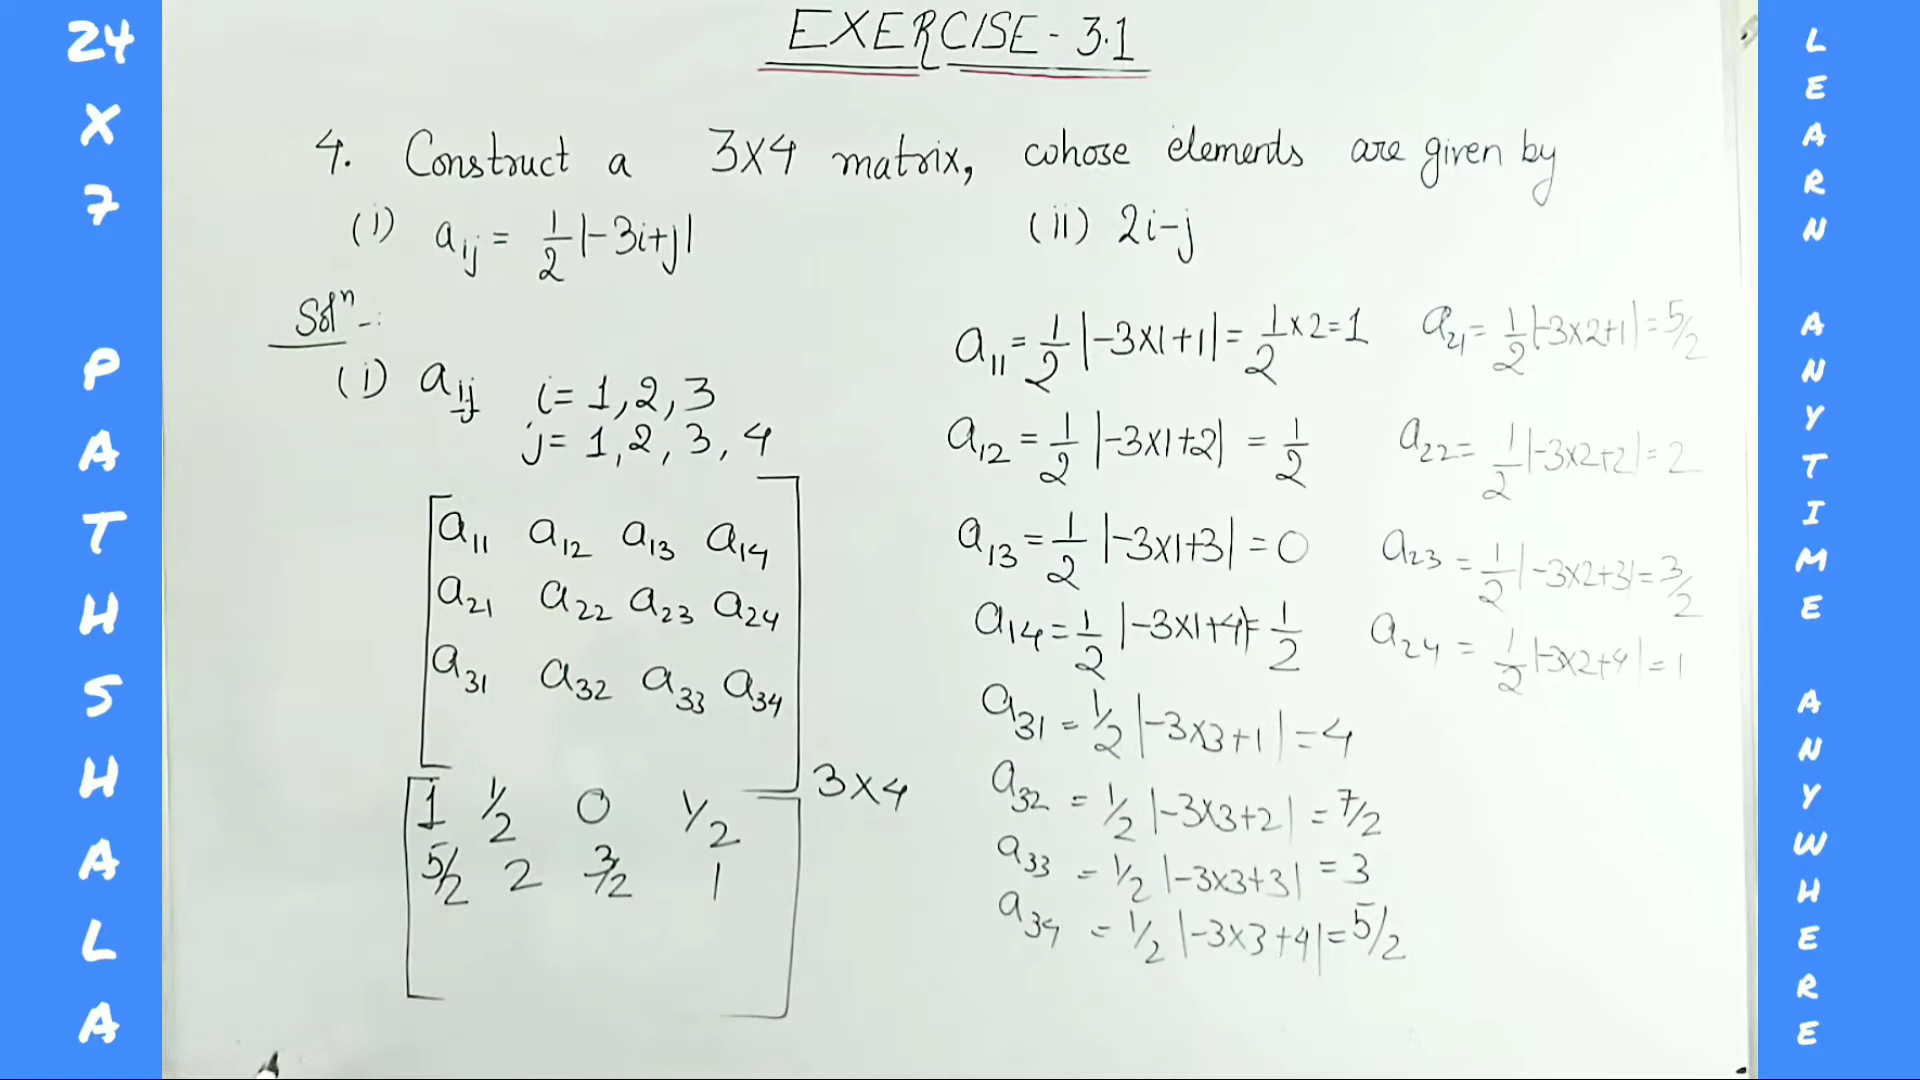 24 X 7 PATHSHALA
EXERCISE - 3.1
4. Construct a 3x4 matrix, whose elements are given by
(i) aij = 1/2 |-3i+j| (ii) 2i-j
Solⁿ -:
(i) aij i = 1, 2, 3
j = 1, 2, 3, 4
a11 a12 a13 a14
a21 a22 a23 a24
a31 a32 a33 a34
3x4
1 1/2 0 1/2
5/2 2 3/2 1
a11 = 1/2 |-3x1+1| = 1/2 x 2 = 1
a12 = 1/2 |-3x1+2| = 1/2
a13 = 1/2 |-3x1+3| = 0
a14 = 1/2 |-3x1+4| = 1/2
a31 = 1/2 |-3x3+1| = 4
a32 = 1/2 |-3x3+2| = 7/2
a33 = 1/2 |-3x3+3| = 3
a34 = 1/2 |-3x3+4| = 5/2
a21 = 1/2 |-3x2+1| = 5/2
a22 = 1/2 |-3x2+2| = 2
a23 = 1/2 |-3x2+3| = 3/2
a24 = 1/2 |-3x2+4| = 1
LEARN ANYTIME ANYWHERE